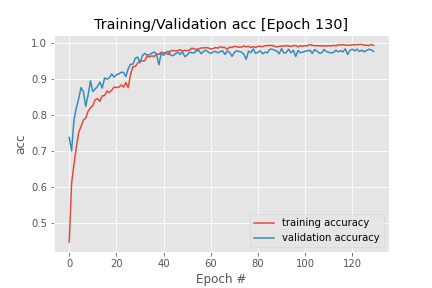 Training/Validation acc [Epoch 130]
1.0
0.9
0.8
0.7
0.6
0.5
acc
0 20 40 60 80 100 120
Epoch #
training accuracy
validation accuracy